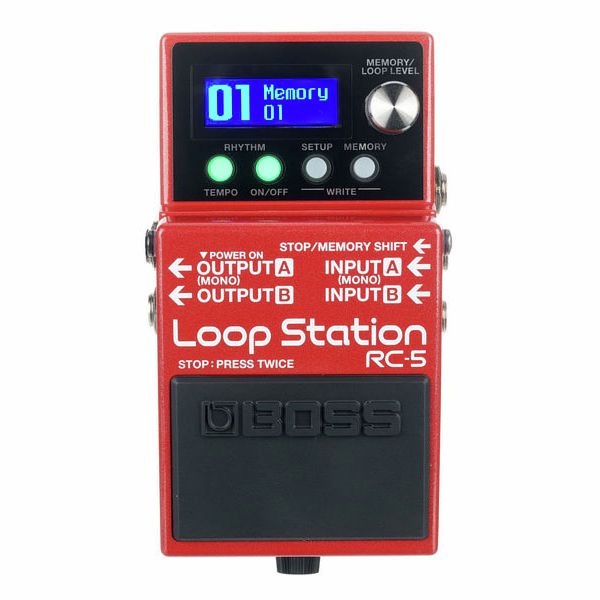 MEMORY/
LOOP LEVEL
01 Memory
01
RHYTHM
SETUP MEMORY
TEMPO ON/OFF WRITE
STOP/MEMORY SHIFT ←
▼POWER ON
← OUTPUT A INPUT A ←
(MONO) (MONO)
← OUTPUT B INPUT B ←
Loop Station
RC-5
STOP: PRESS TWICE
BOSS